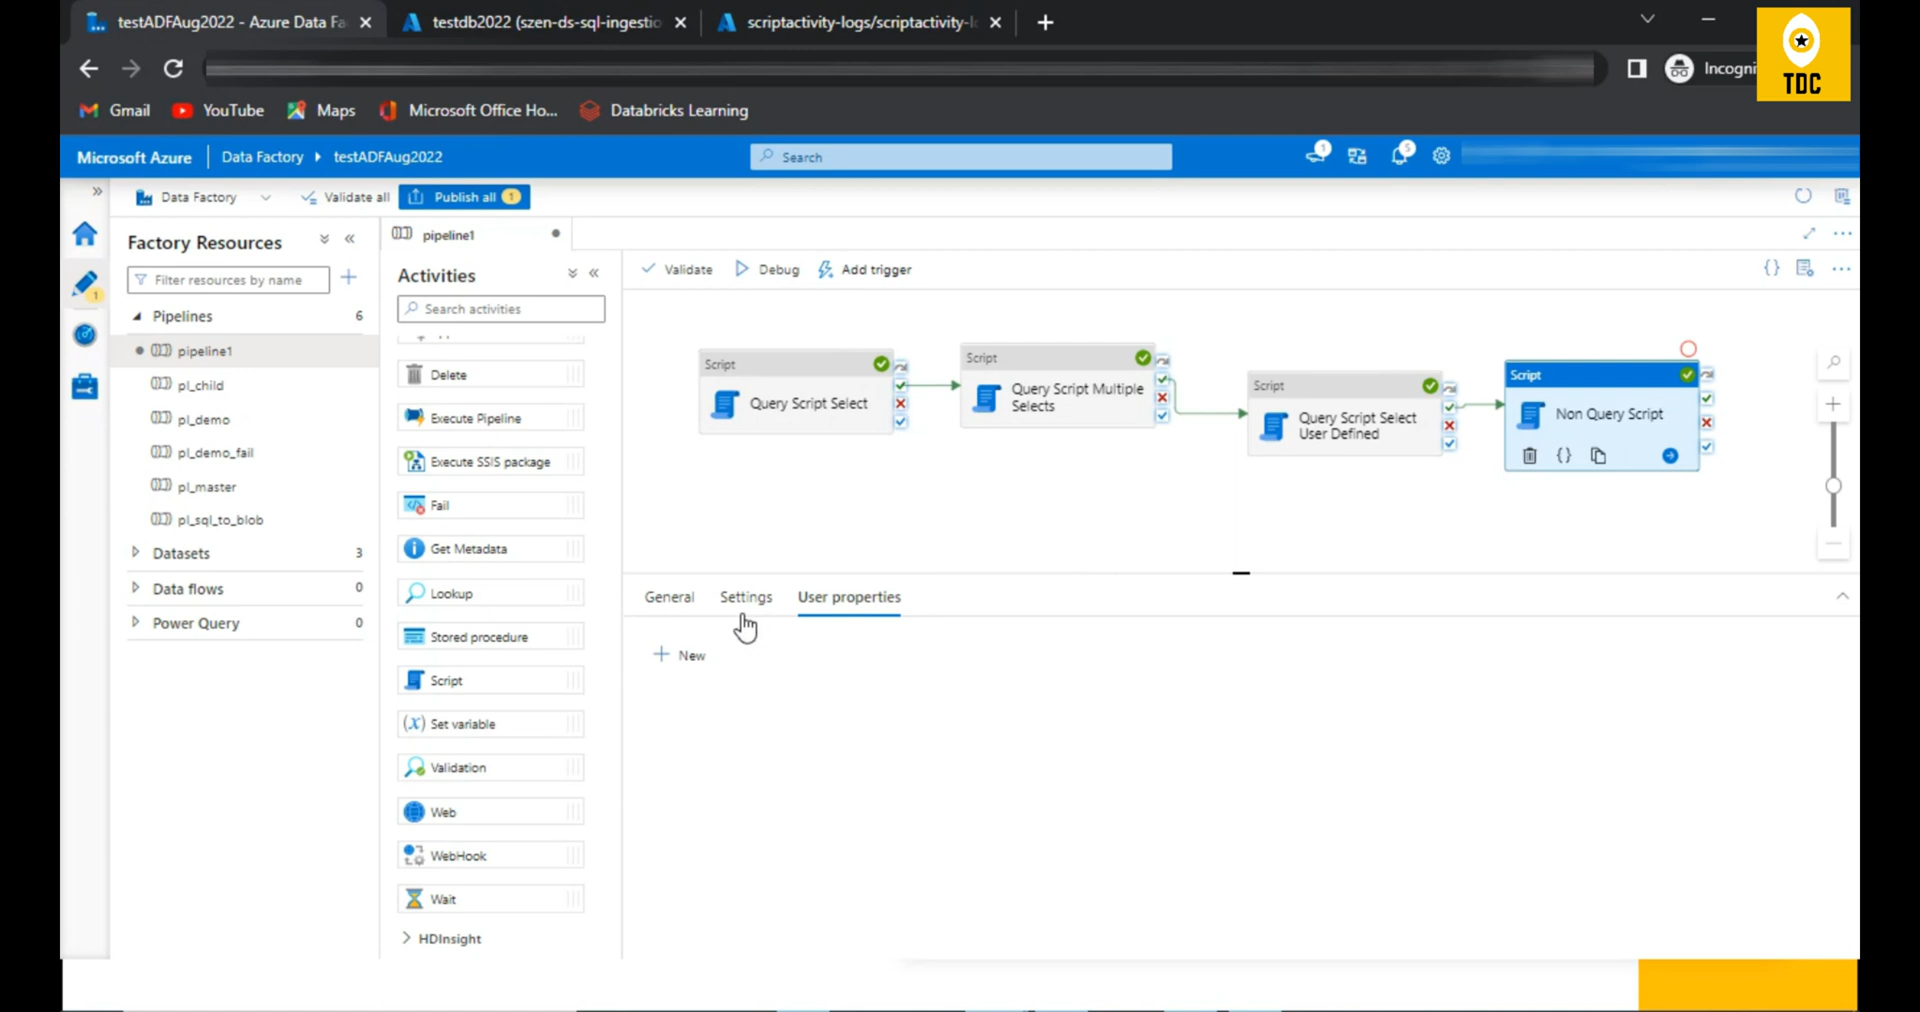 testADFAug2022 - Azure Data Fa
testdb2022 (szen-ds-sql-ingestio
scriptactivity-logs/scriptactivity-l
Incogni
TDC
Gmail
YouTube
Maps
Microsoft Office Ho...
Databricks Learning
Microsoft Azure
Data Factory
testADFAug2022
Search
1
5
Data Factory
Validate all
Publish all 1
Factory Resources
Filter resources by name
1
Pipelines 6
pipeline1
pl_child
pl_demo
pl_demo_fail
pl_master
pl_sql_to_blob
Datasets 3
Data flows 0
Power Query 0
pipeline1
Activities
Search activities
Delete
Execute Pipeline
Execute SSIS package
Fail
Get Metadata
Lookup
Stored procedure
Script
(x) Set variable
Validation
Web
WebHook
Wait
HDInsight
Validate
Debug
Add trigger
Script
Query Script Select
Script
Query Script Multiple
Selects
Script
Query Script Select
User Defined
Script
Non Query Script
General
Settings
User properties
New